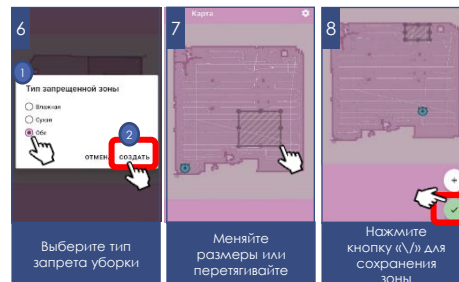 6
1
Тип запрещенной зоны
Влажная
Сухая
Обе
2
ОТМЕНА СОЗДАТЬ
Выберите тип
запрета уборки
7
Карта
Меняйте
размеры или
перетягивайте
8
+
Нажмите
кнопку «\/» для
сохранения
зоны